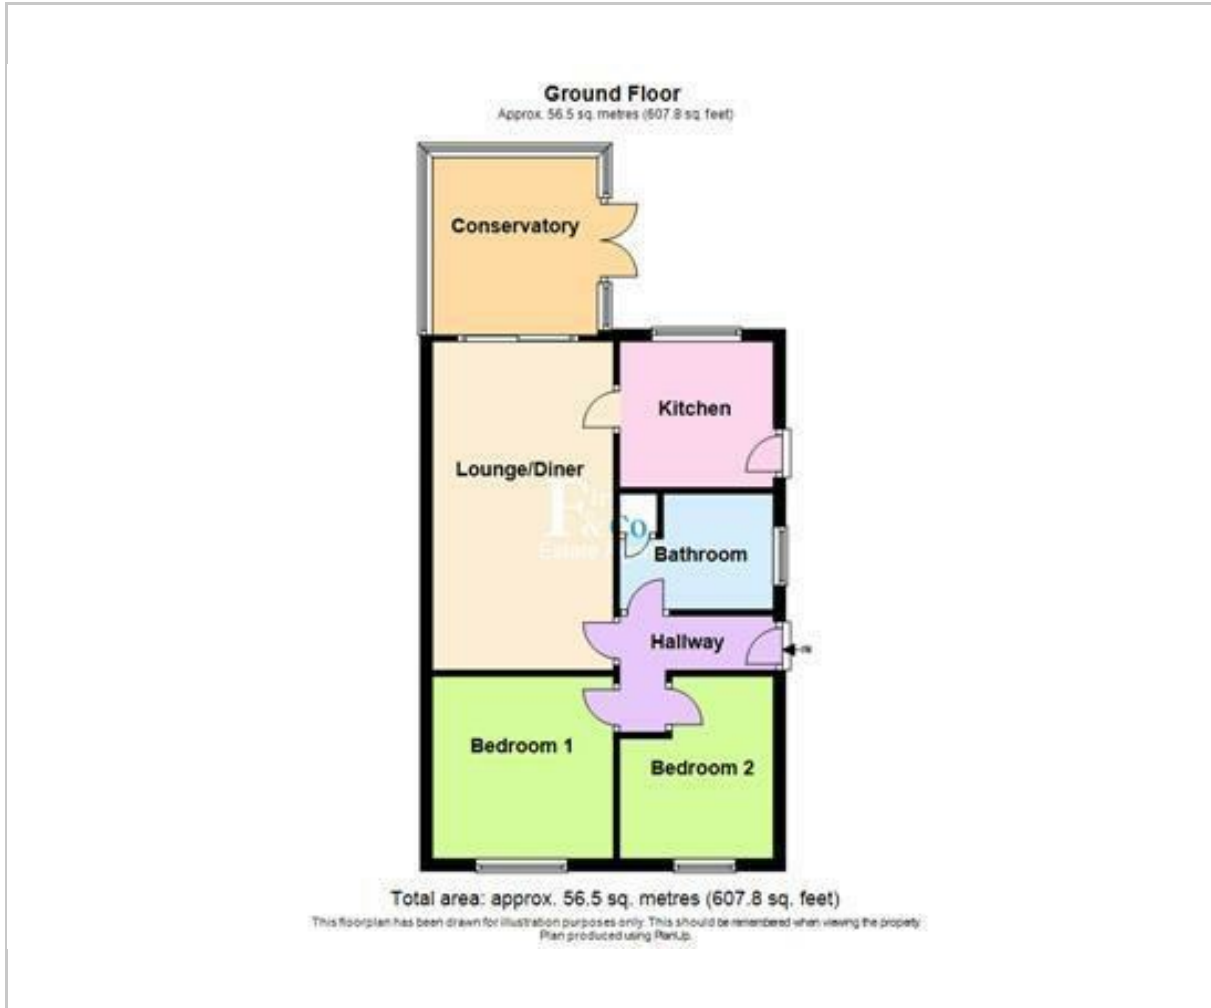 Ground Floor
Approx. 56.5 sq. metres (607.8 sq. feet)
Conservatory
Kitchen
Lounge/Diner
F
& Co
Estate
Bathroom
Hallway
Bedroom 1
Bedroom 2
Total area: approx. 56.5 sq. metres (607.8 sq. feet)
This floorplan has been drawn for illustration purposes only. This should be remembered when viewing the property
Plan produced using PlanUp.